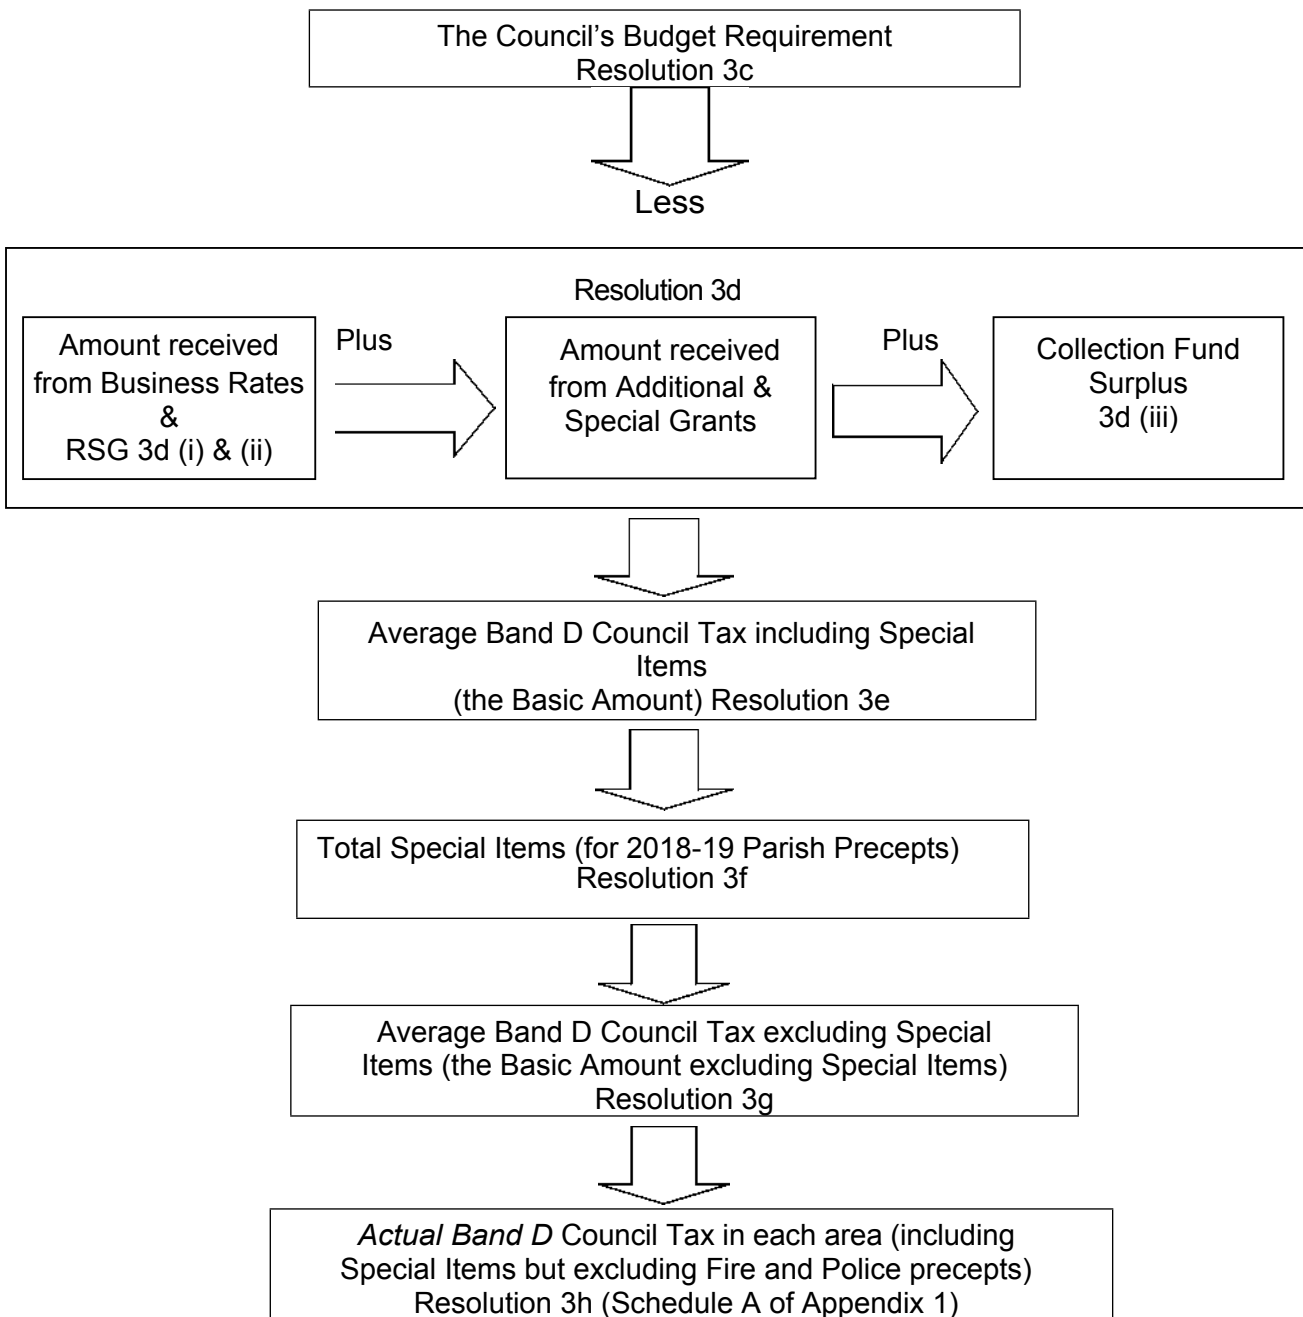 The Council’s Budget Requirement
Resolution 3c
Less
Resolution 3d
Amount received
from Business Rates
&
RSG 3d (i) & (ii)
Plus
Amount received
from Additional &
Special Grants
Plus
Collection Fund
Surplus
3d (iii)
Average Band D Council Tax including Special
Items
(the Basic Amount) Resolution 3e
Total Special Items (for 2018-19 Parish Precepts)
Resolution 3f
Average Band D Council Tax excluding Special
Items (the Basic Amount excluding Special Items)
Resolution 3g
Actual Band D Council Tax in each area (including
Special Items but excluding Fire and Police precepts)
Resolution 3h (Schedule A of Appendix 1)